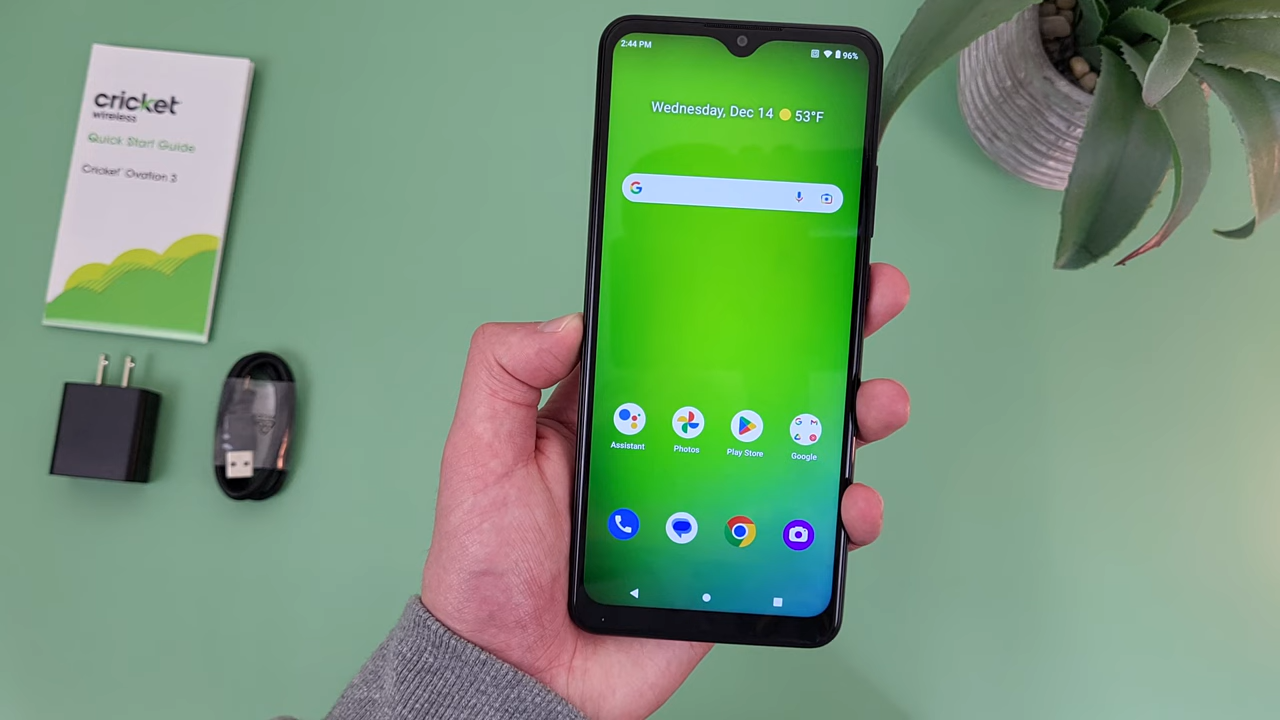 cricket
wireless
Quick Start Guide
Cricket Ovation 3
2:44 PM
96%
Wednesday, Dec 14 53°F
Assistant
Photos
Play Store
Google